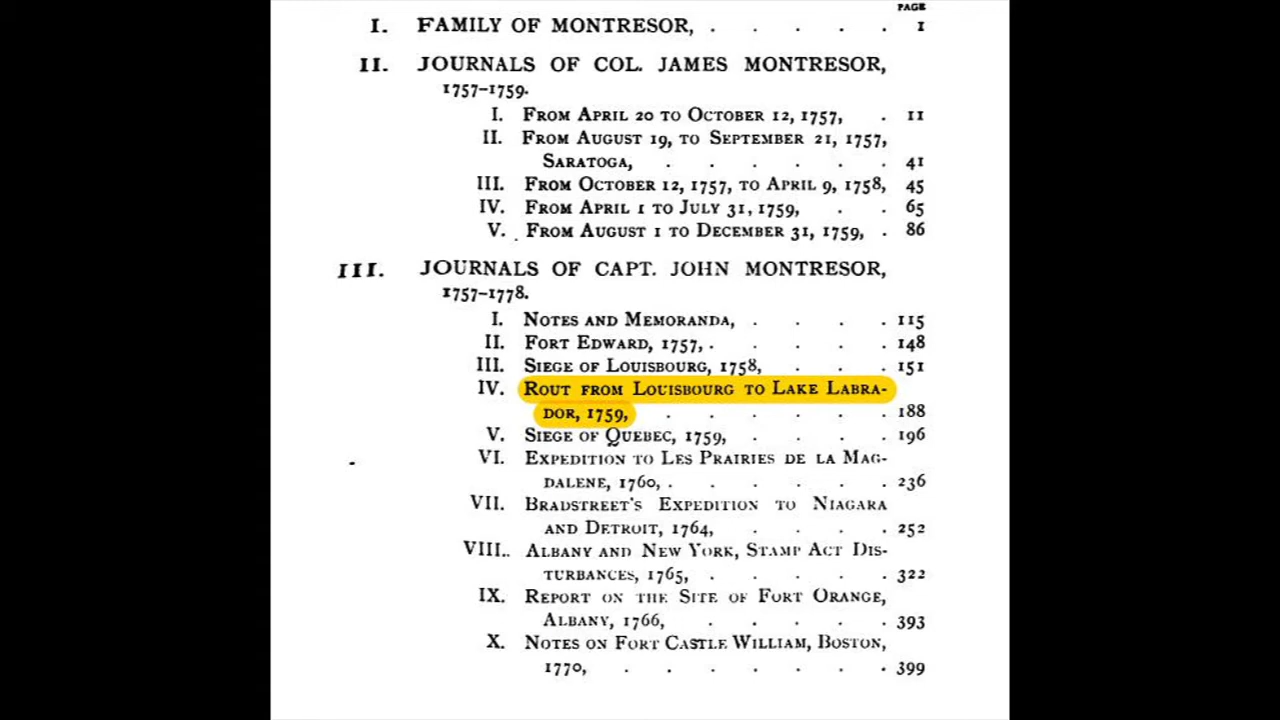 PAGE
I. FAMILY OF MONTRESOR, . . . . . 1
II. JOURNALS OF COL. JAMES MONTRESOR,
1757-1759.
I. FROM APRIL 20 TO OCTOBER 12, 1757, . 11
II. FROM AUGUST 19, TO SEPTEMBER 21, 1757,
SARATOGA, . . . . . . 41
III. FROM OCTOBER 12, 1757, TO APRIL 9, 1758, 45
IV. FROM APRIL 1 TO JULY 31, 1759, . . 65
V. FROM AUGUST 1 TO DECEMBER 31, 1759, . 86
III. JOURNALS OF CAPT. JOHN MONTRESOR,
1757-1778.
I. NOTES AND MEMORANDA, . . . . 115
II. FORT EDWARD, 1757, . . . . . 148
III. SIEGE OF LOUISBOURG, 1758, . . . 151
IV. ROUT FROM LOUISBOURG TO LAKE LABRA-
DOR, 1759, . . . . . . 188
V. SIEGE OF QUEBEC, 1759, . . . . 196
VI. EXPEDITION TO LES PRAIRIES DE LA MAG-
DALENE, 1760, . . . . . . 236
VII. BRADSTREET'S EXPEDITION TO NIAGARA
AND DETROIT, 1764, . . . . 252
VIII. ALBANY AND NEW YORK, STAMP ACT DIS-
TURBANCES, 1765, . . . . . 322
IX. REPORT ON THE SITE OF FORT ORANGE,
ALBANY, 1766, . . . . . 393
X. NOTES ON FORT CASTLE WILLIAM, BOSTON,
1770, . . . . . . . 399